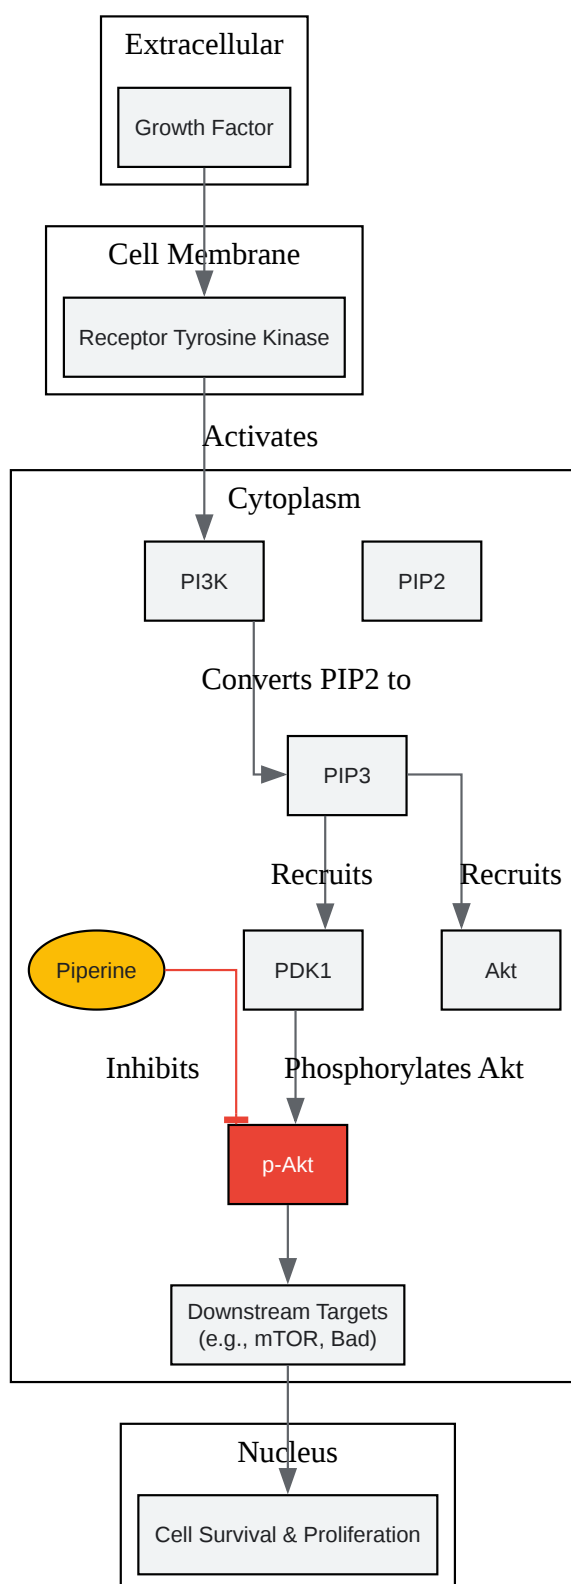 Extracellular
Growth Factor
Cell Membrane
Receptor Tyrosine Kinase
Activates
Cytoplasm
PI3K
PIP2
Converts PIP2 to
PIP3
Recruits
Recruits
Piperine
PDK1
Akt
Inhibits
Phosphorylates Akt
p-Akt
Downstream Targets
(e.g., mTOR, Bad)
Nucleus
Cell Survival & Proliferation